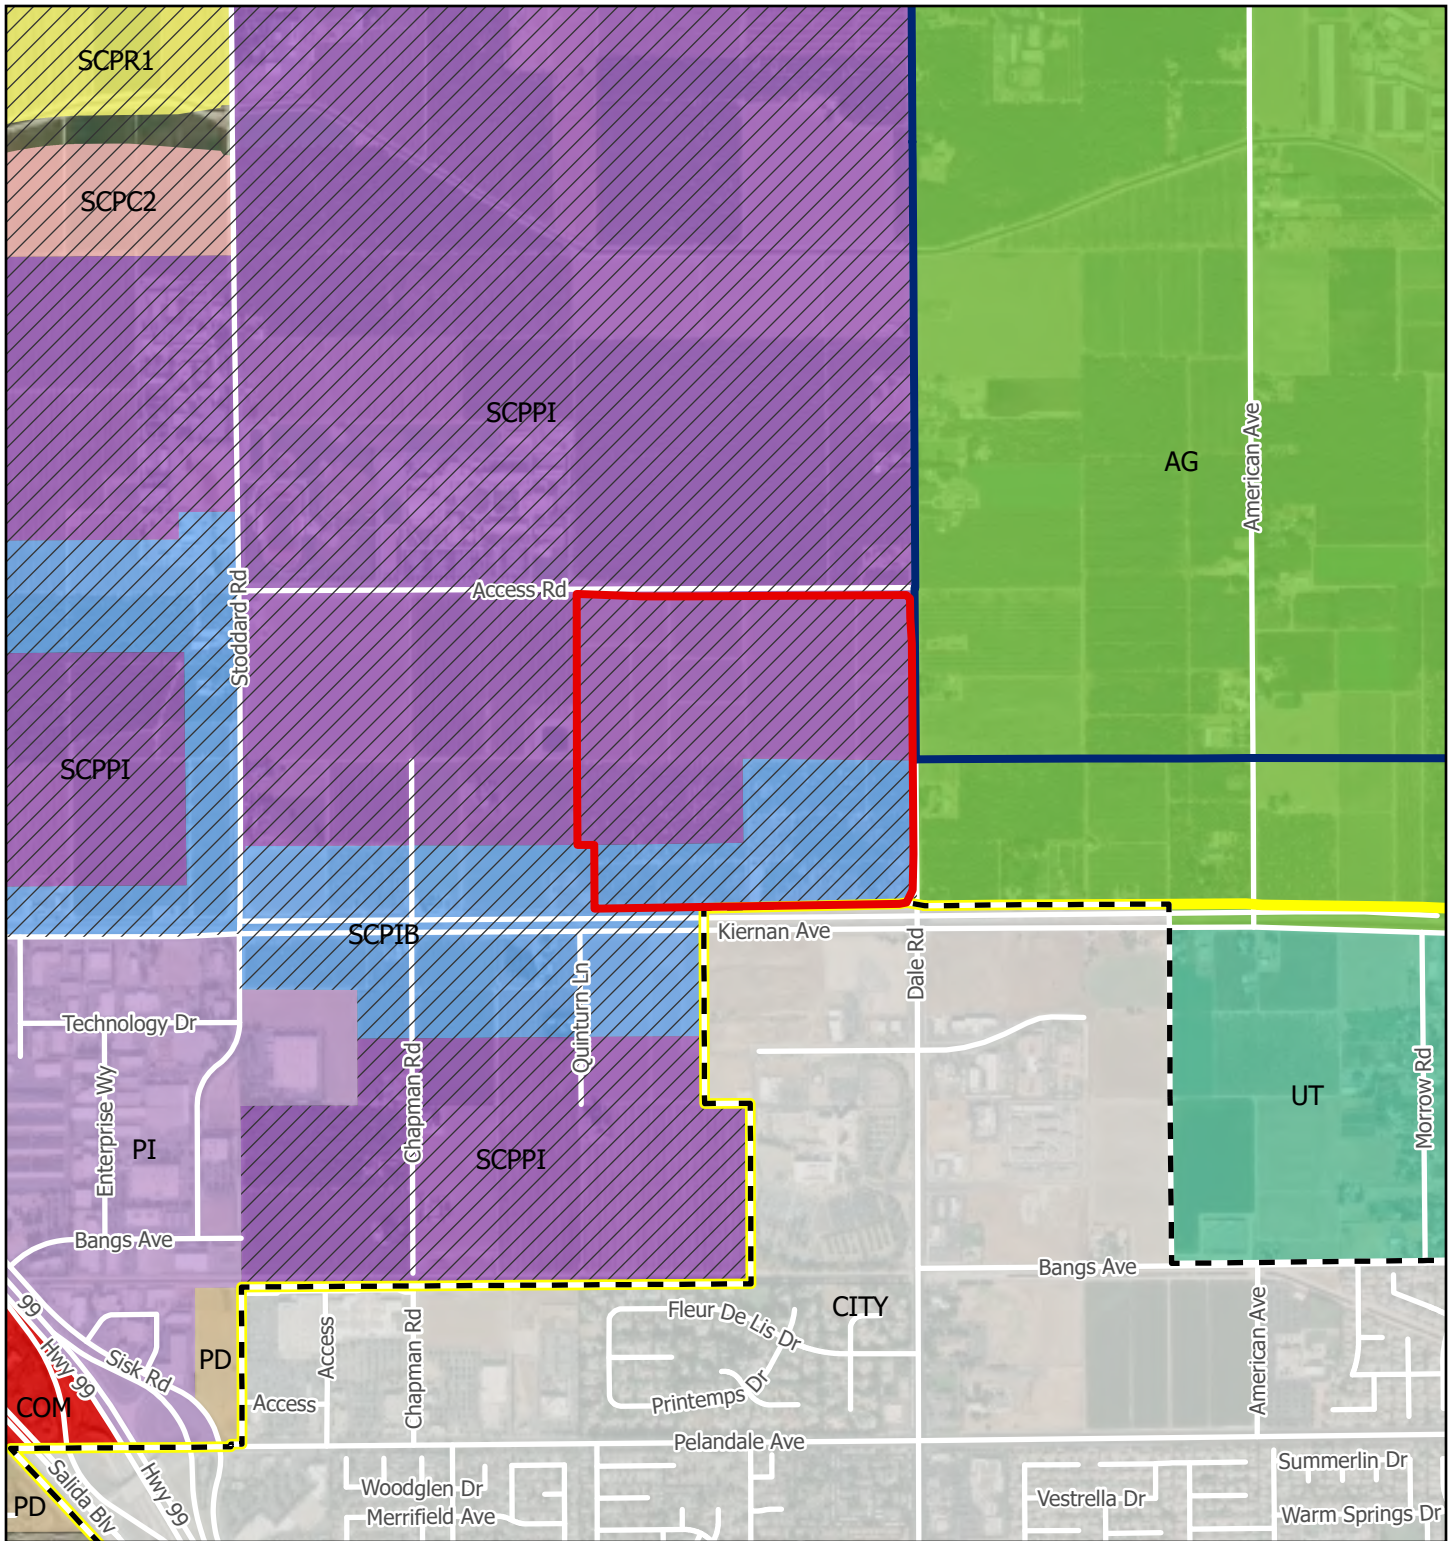 SCPR1
SCPC2
SCPPI
AG
American Ave
Access Rd
Stoddard Rd
SCPPI
SCPIB
Kiernan Ave
Dale Rd
Quinturn Ln
Technology Dr
Chapman Rd
Enterprise Wy
PI
SCPPI
UT
Morrow Rd
Bangs Ave
Bangs Ave
CITY
99
Hwy 99
Sisk Rd
PD
Access
Chapman Rd
Fleur De Lis Dr
American Ave
Printemps Dr
COM
Access
Pelandale Ave
Summerlin Dr
Salida Blv
Hwy 99
Woodglen Dr
Vestrella Dr
PD
Merrifield Ave
Warm Springs Dr